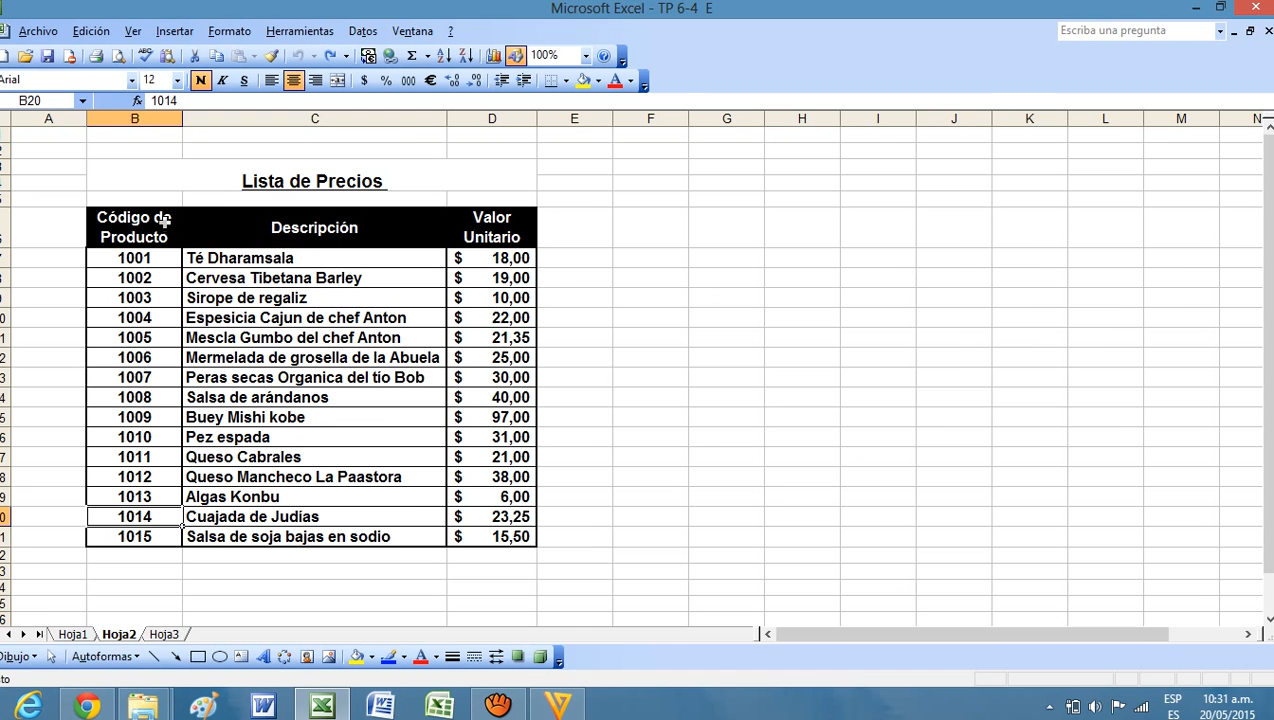 Microsoft Excel - TP 6-4 E
Archivo Edición Ver Insertar Formato Herramientas Datos Ventana ?
Escriba una pregunta
100%
Arial 12 N K S $ % 000 €
B20 fx 1014
A B C D E F G H I J K L M N
Lista de Precios
Código de Producto Descripción Valor Unitario
1001 Té Dharamsala $ 18,00
1002 Cervesa Tibetana Barley $ 19,00
1003 Sirope de regaliz $ 10,00
1004 Espesicia Cajun de chef Anton $ 22,00
1005 Mescla Gumbo del chef Anton $ 21,35
1006 Mermelada de grosella de la Abuela $ 25,00
1007 Peras secas Organica del tío Bob $ 30,00
1008 Salsa de arándanos $ 40,00
1009 Buey Mishi kobe $ 97,00
1010 Pez espada $ 31,00
1011 Queso Cabrales $ 21,00
1012 Queso Mancheco La Paastora $ 38,00
1013 Algas Konbu $ 6,00
1014 Cuajada de Judías $ 23,25
1015 Salsa de soja bajas en sodio $ 15,50
Hoja1 Hoja2 Hoja3
Dibujo Autoformas
ESP 10:31 a.m.
ES 20/05/2015